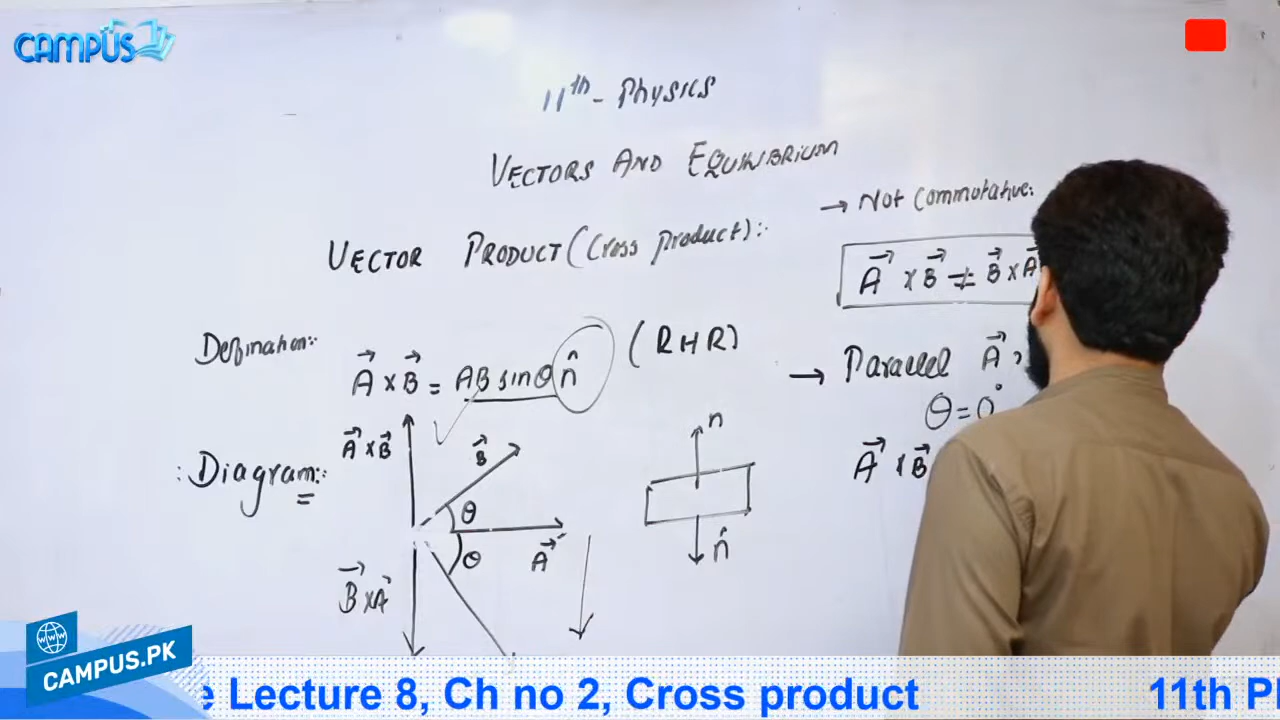 CAMPUS
11th - Physics
VECTORS AND EQUILIBRIUM
VECTOR PRODUCT (Cross Product):-
Defination:-
A × B = AB sinθ n̂ (RHR)
Diagram:-
A × B
B
θ
A
θ
B × A
n
n̂
→ Not Commutative:
A × B ≠ B × A
→ Parallel A,
θ = 0°
A × B
WWW
CAMPUS.PK
e Lecture 8, Ch no 2, Cross product
11th P